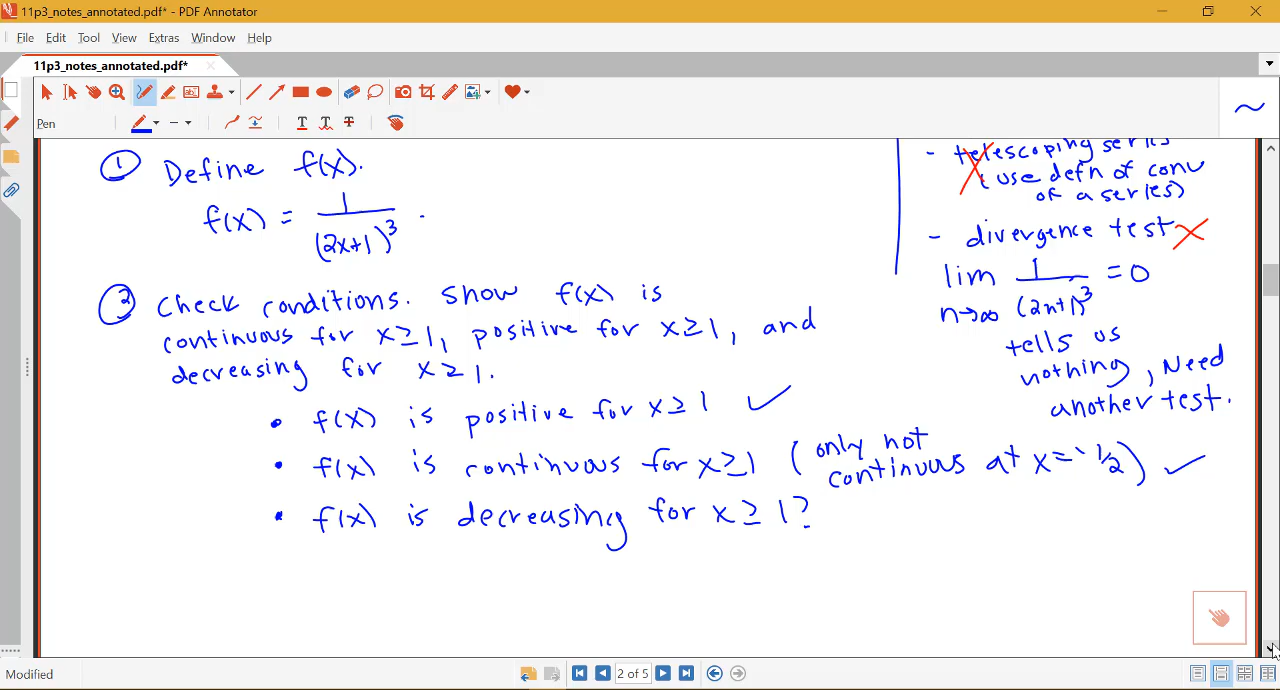 11p3_notes_annotated.pdf* - PDF Annotator
File Edit Tool View Extras Window Help
11p3_notes_annotated.pdf*
Pen
① Define f(x).
f(x) = 1/(2x+1)^3 .
② Check conditions. Show f(x) is
continuous for x≥1, positive for x≥1, and
decreasing for x≥1.
• f(x) is positive for x≥1 ✓
• f(x) is continuous for x≥1 (only not
continuous at x=-1/2) ✓
• f(x) is decreasing for x≥1?
- telescoping series
(use defn of conv
of a series)
- divergence test X
lim 1/(2n+1)^3 = 0
n→∞
tells us
nothing, Need
another test.
Modified
2 of 5